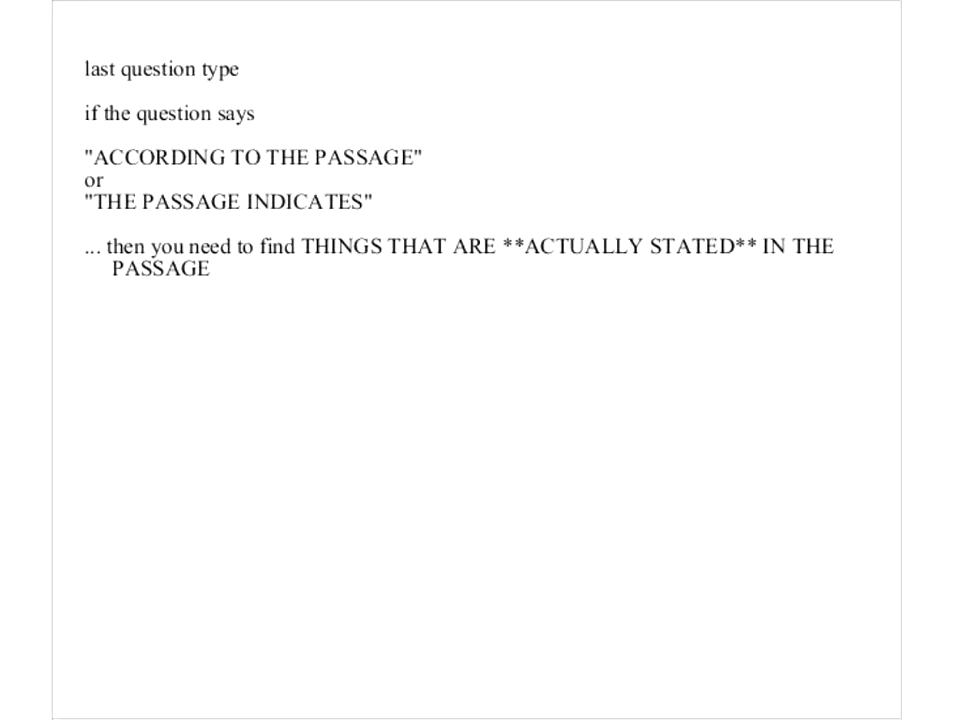 last question type
if the question says
"ACCORDING TO THE PASSAGE"
or
"THE PASSAGE INDICATES"
... then you need to find THINGS THAT ARE **ACTUALLY STATED** IN THE
PASSAGE